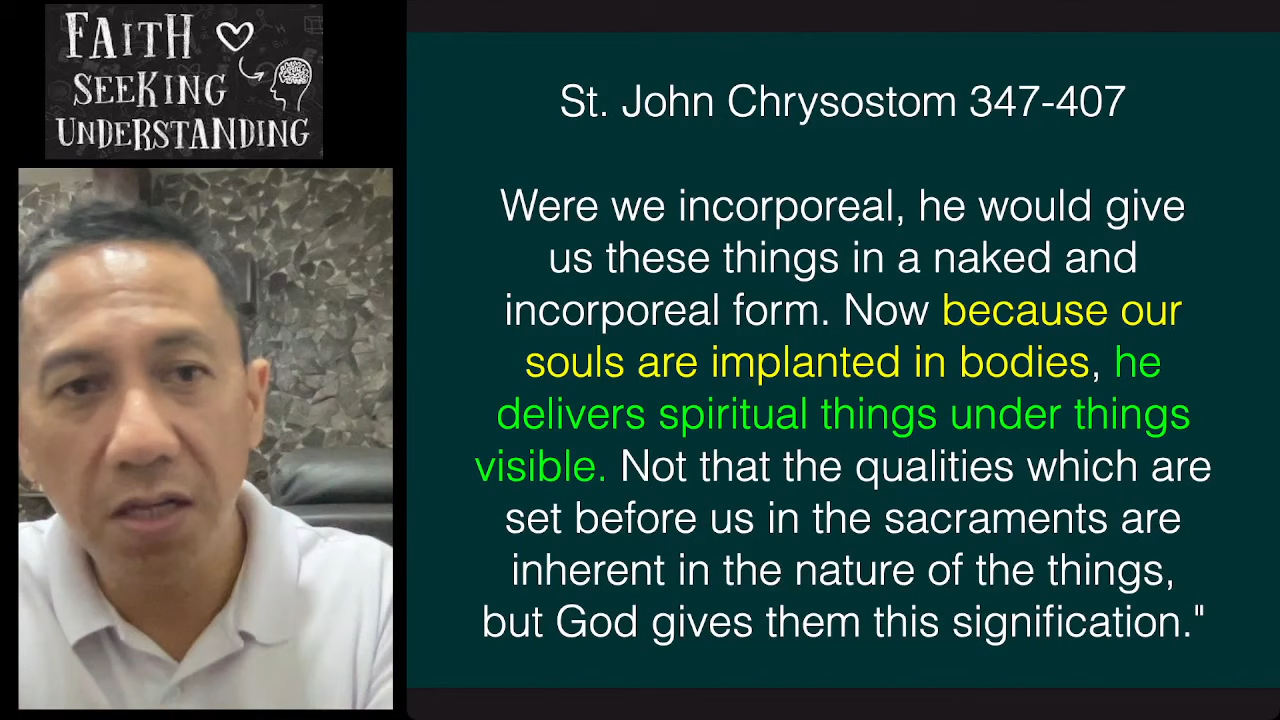 FAITH
SEEKING
UNDERSTANDING
St. John Chrysostom 347-407
Were we incorporeal, he would give
us these things in a naked and
incorporeal form. Now because our
souls are implanted in bodies, he
delivers spiritual things under things
visible. Not that the qualities which are
set before us in the sacraments are
inherent in the nature of the things,
but God gives them this signification."